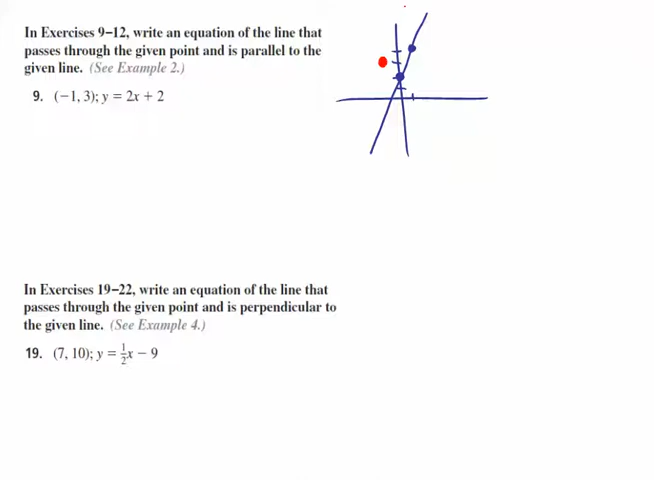 In Exercises 9–12, write an equation of the line that
passes through the given point and is parallel to the
given line. (See Example 2.)
9. (−1, 3); y = 2x + 2
In Exercises 19–22, write an equation of the line that
passes through the given point and is perpendicular to
the given line. (See Example 4.)
19. (7, 10); y = 1/2x − 9